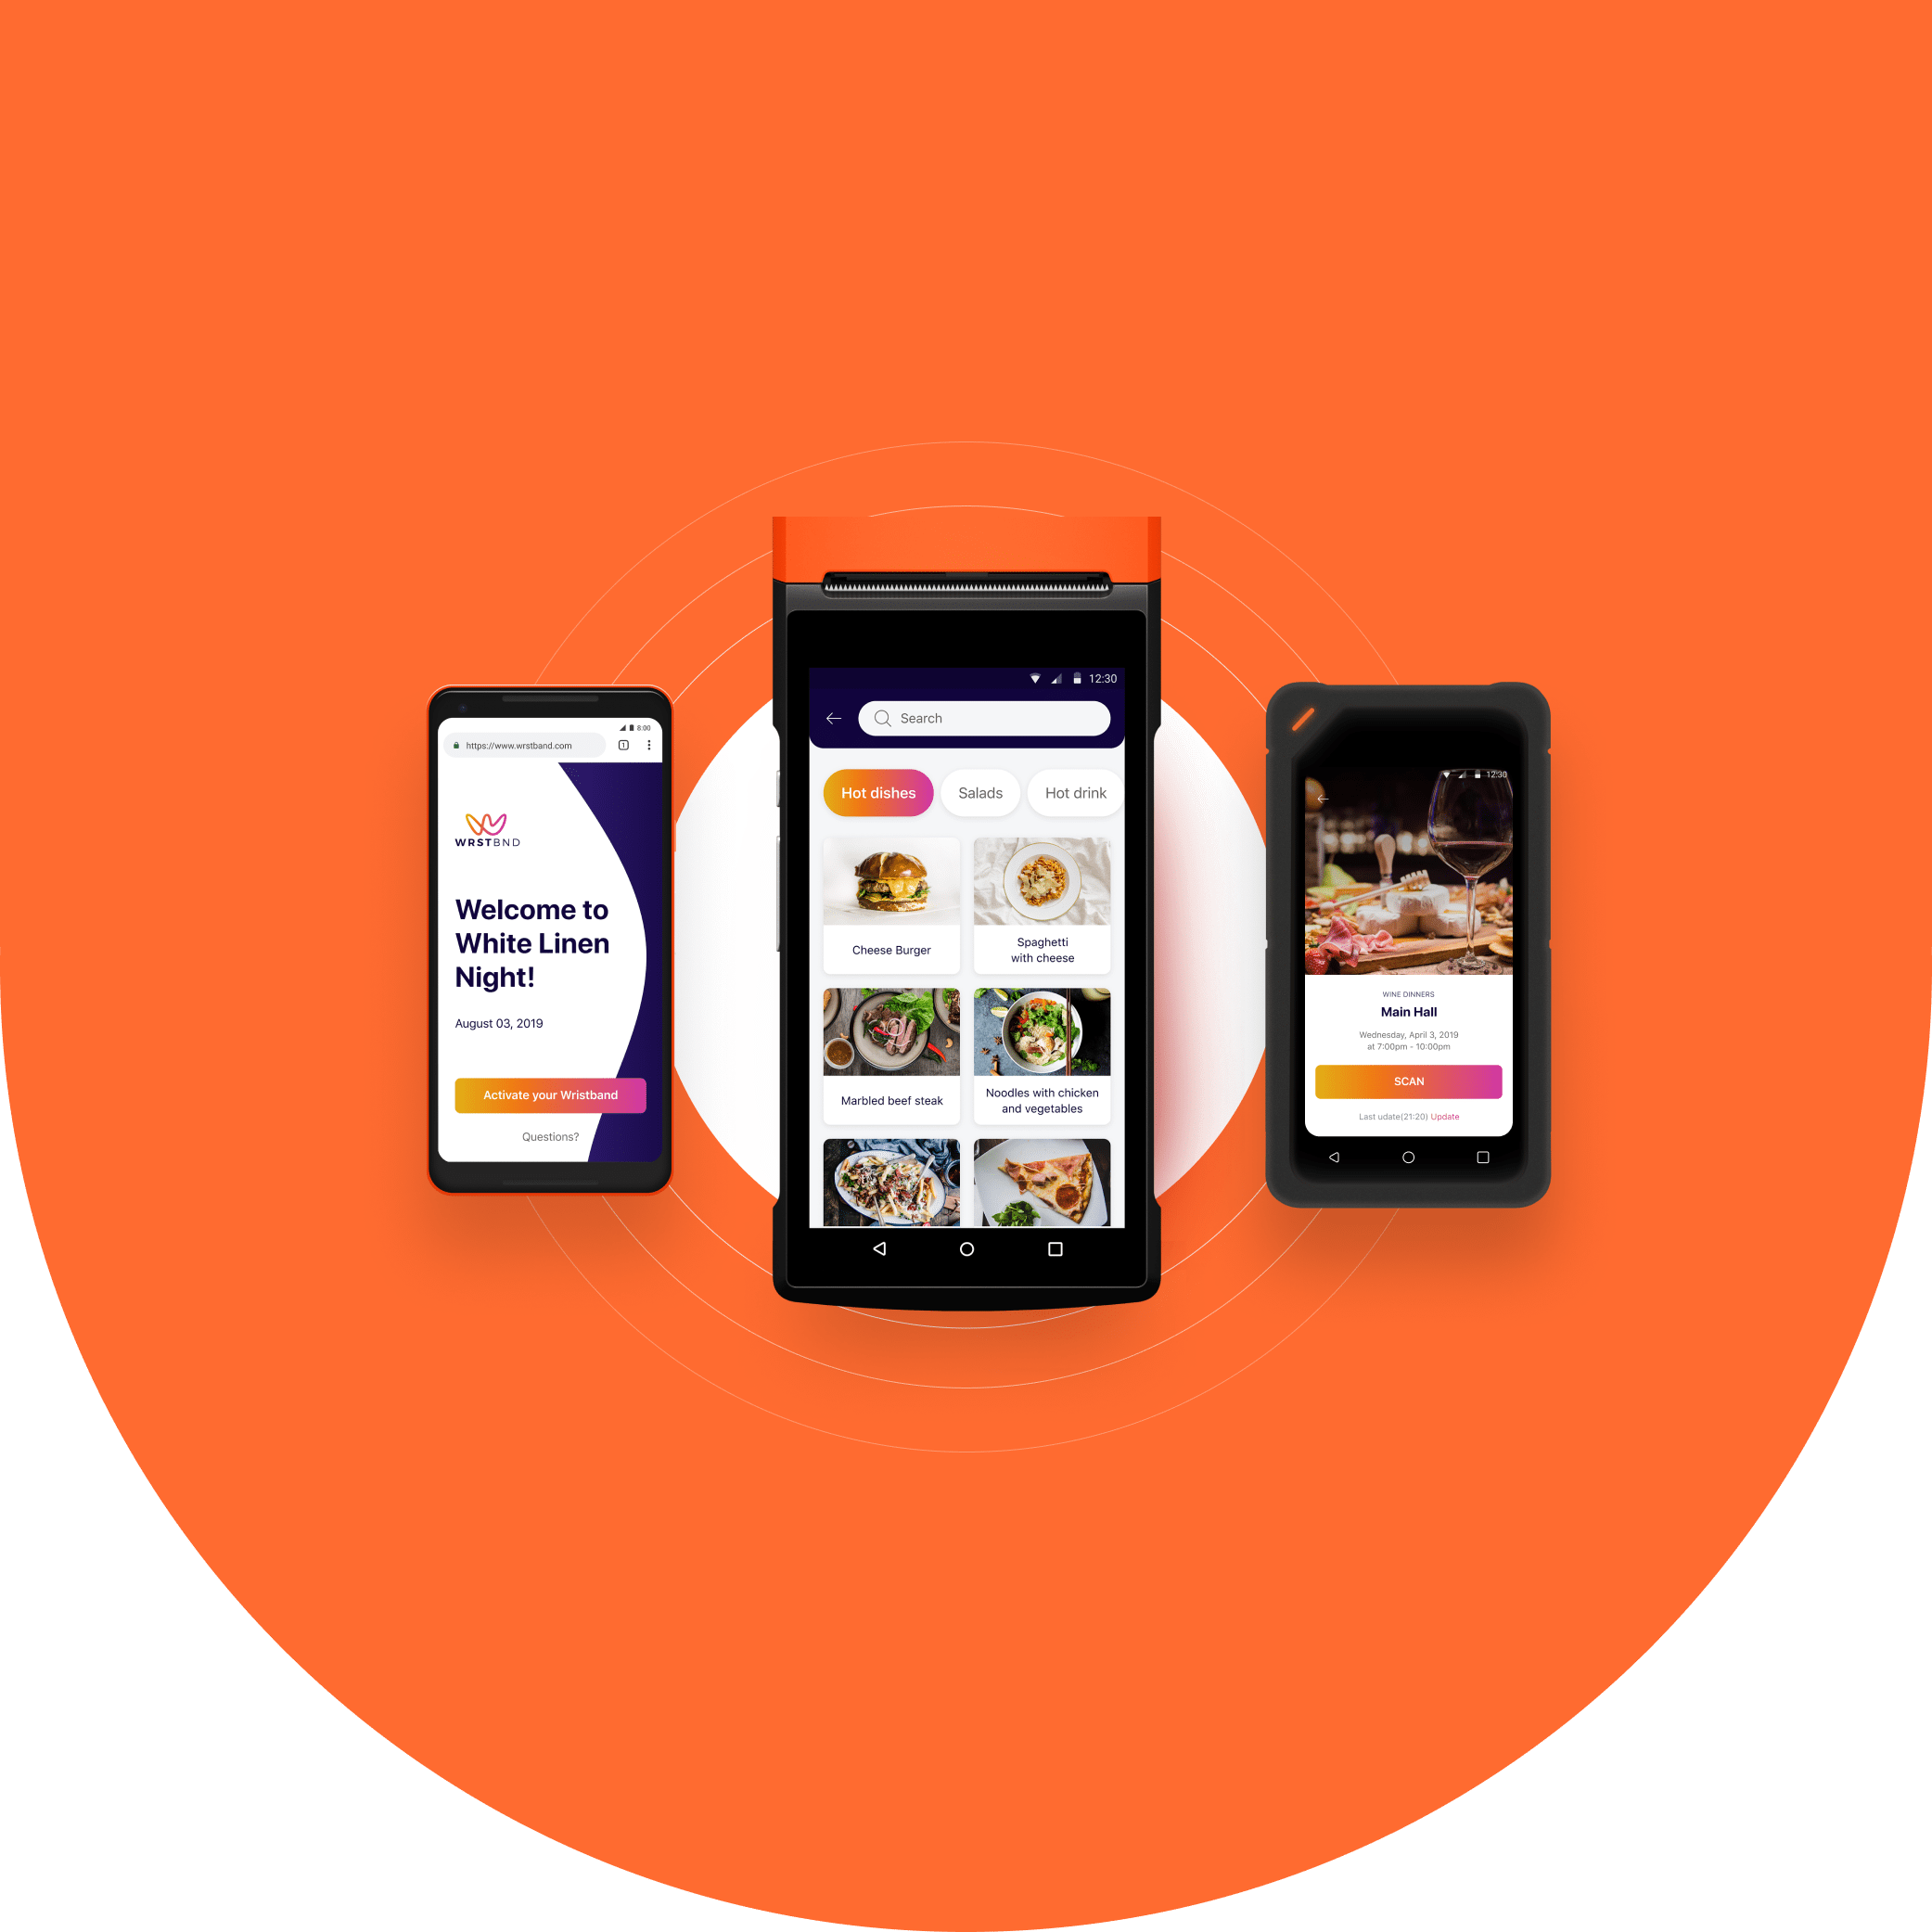 8:00
https://www.wrstband.com
1
WRSTBND
Welcome to
White Linen
Night!
August 03, 2019
Activate your Wristband
Questions?
12:30
Search
Hot dishes
Salads
Hot drink
Cheese Burger
Spaghetti
with cheese
Marbled beef steak
Noodles with chicken
and vegetables
12:30
WINE DINNERS
Main Hall
Wednesday, April 3, 2019
at 7:00pm - 10:00pm
SCAN
Last udate(21:20) Update